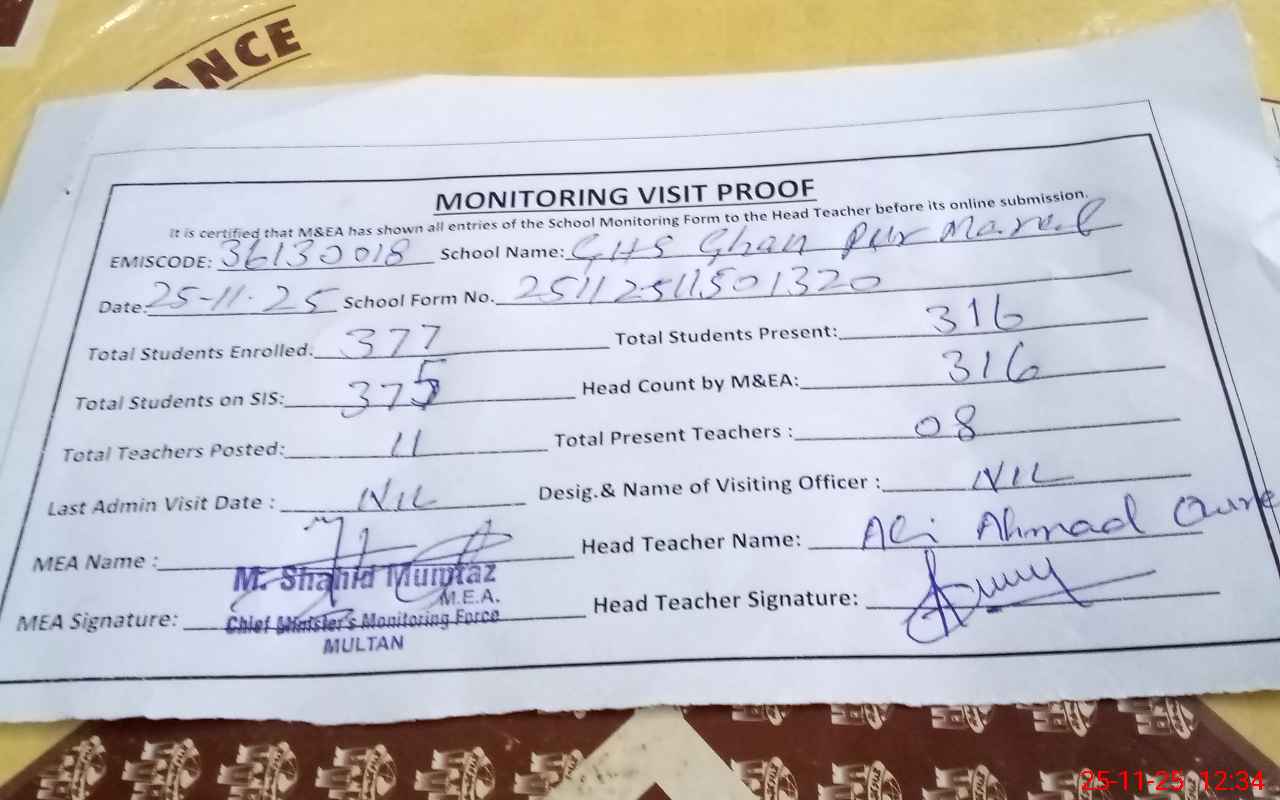 ANCE
MONITORING VISIT PROOF
It is certified that M&EA has shown all entries of the School Monitoring Form to the Head Teacher before its online submission.
EMISCODE: 36130018 School Name: GHS Ghan Pur
Date: 25-11-25 School Form No. 25112511501320
Total Students Enrolled: 377 Total Students Present: 316
Total Students on SIS: 375 Head Count by M&EA: 316
Total Teachers Posted: 11 Total Present Teachers : 08
Last Admin Visit Date : NIL Desig.& Name of Visiting Officer : NIL
MEA Name : Head Teacher Name: Ali Ahmad
M. Shahid Mumtaz
M.E.A.
MEA Signature: Head Teacher Signature:
Chief Minister's Monitoring Force
MULTAN
25-11-25 12:34